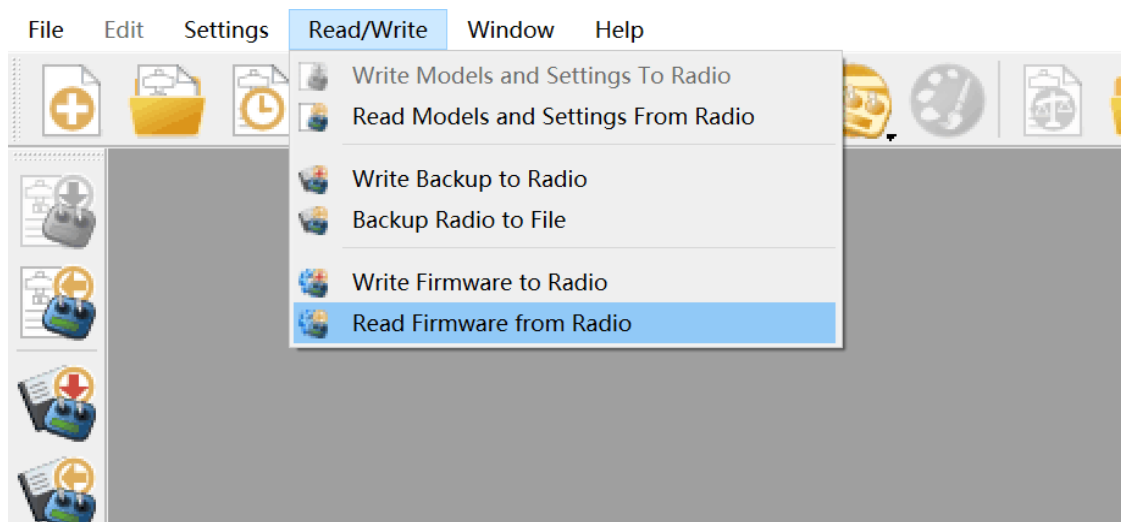 File Edit Settings Read/Write Window Help
Write Models and Settings To Radio
Read Models and Settings From Radio
Write Backup to Radio
Backup Radio to File
Write Firmware to Radio
Read Firmware from Radio